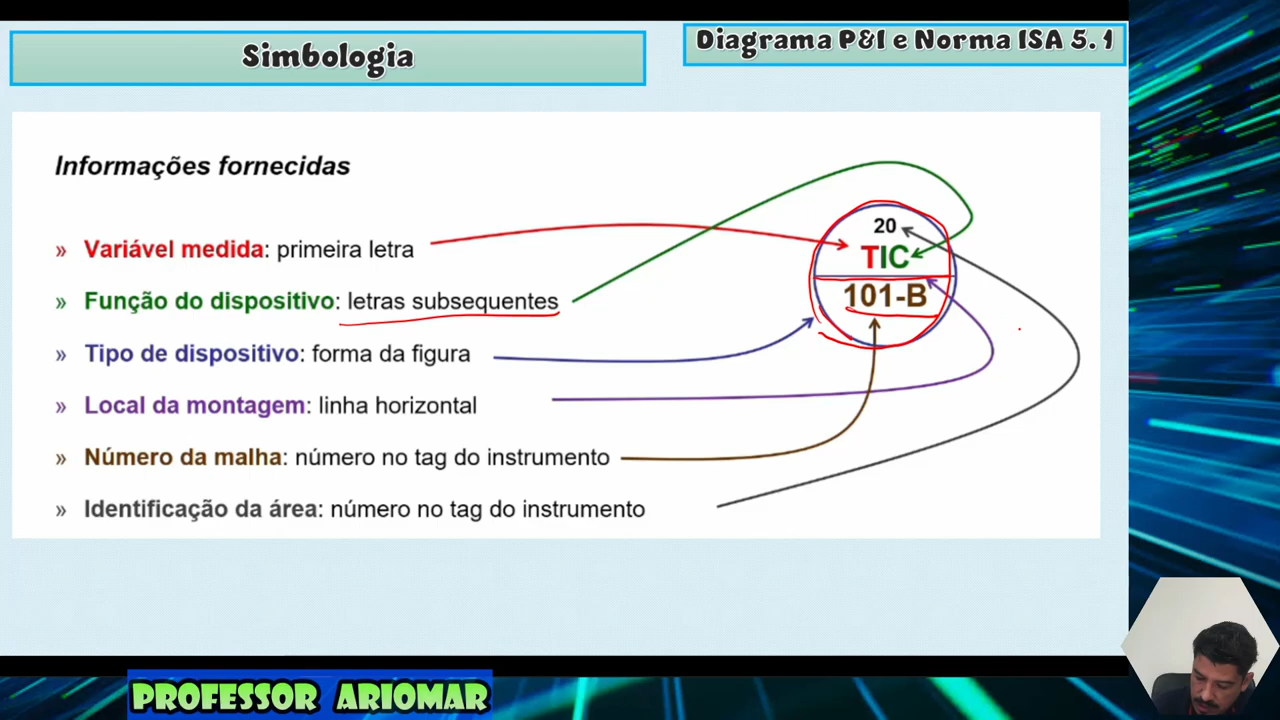 Simbologia
Diagrama P&I e Norma ISA 5.1
Informações fornecidas
» Variável medida: primeira letra
» Função do dispositivo: letras subsequentes
» Tipo de dispositivo: forma da figura
» Local da montagem: linha horizontal
» Número da malha: número no tag do instrumento
» Identificação da área: número no tag do instrumento
20
TIC
101-B
PROFESSOR ARIOMAR